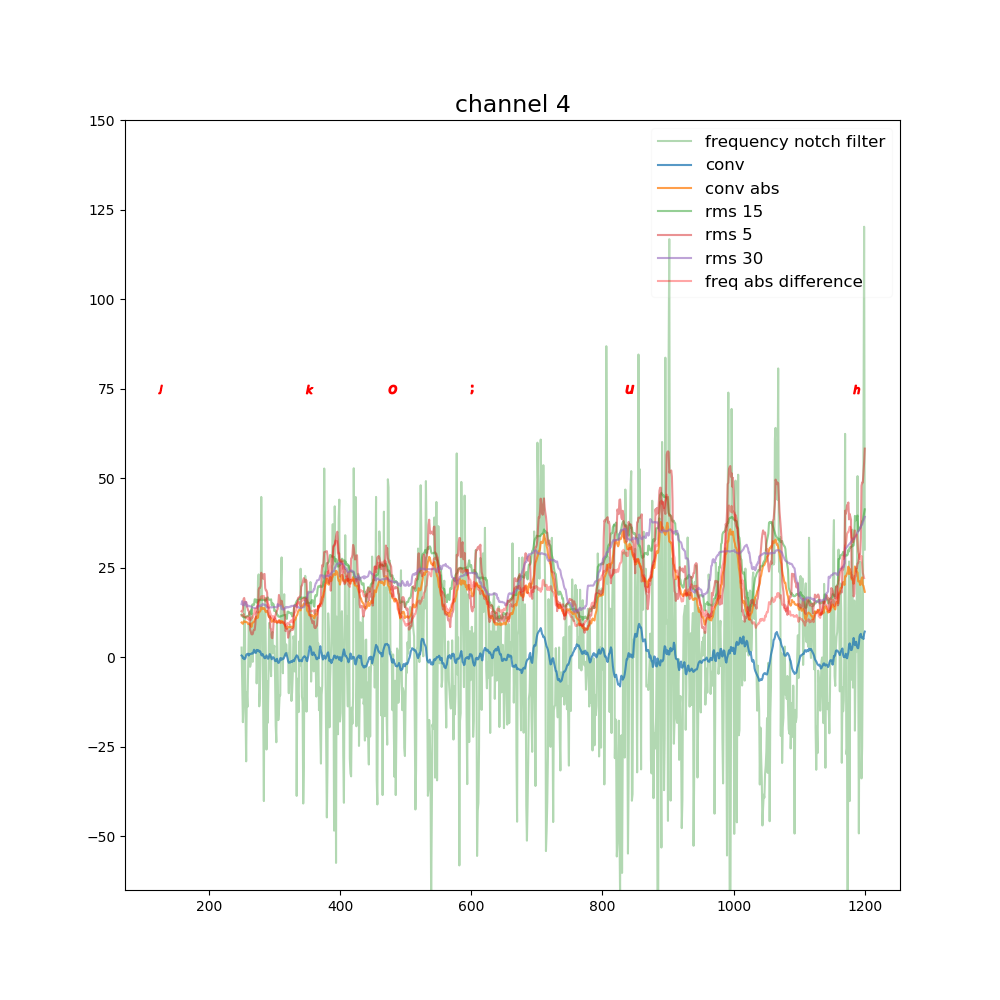 channel 4
150
125
100
75
50
25
0
−25
−50
frequency notch filter
conv
conv abs
rms 15
rms 5
rms 30
freq abs difference
j k o ; u h
200 400 600 800 1000 1200